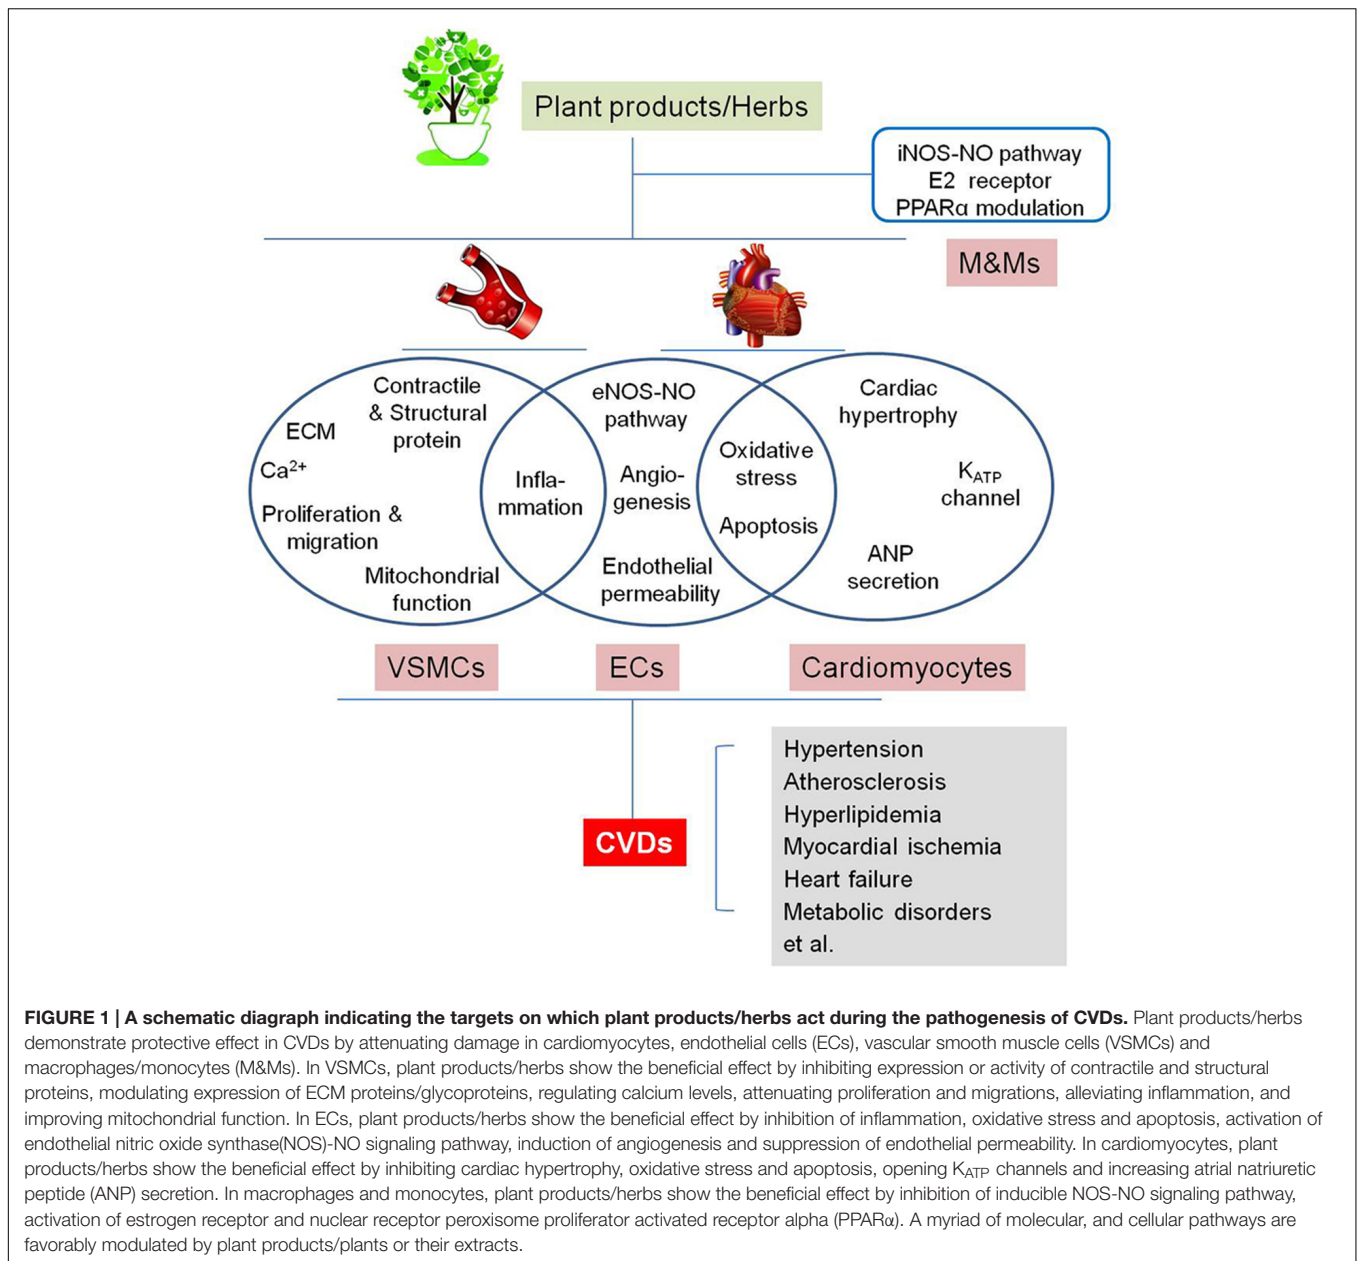 Plant products/Herbs
iNOS-NO pathway
E2 receptor
PPARα modulation
M&Ms
Contractile
& Structural
protein
ECM
Ca²⁺
Proliferation &
migration
Mitochondrial
function
Infla-
mmation
eNOS-NO
pathway
Angio-
genesis
Endothelial
permeability
Oxidative
stress
Apoptosis
Cardiac
hypertrophy
K_ATP
channel
ANP
secretion
VSMCs
ECs
Cardiomyocytes
CVDs
Hypertension
Atherosclerosis
Hyperlipidemia
Myocardial ischemia
Heart failure
Metabolic disorders
et al.
FIGURE 1 | A schematic diagraph indicating the targets on which plant products/herbs act during the pathogenesis of CVDs. Plant products/herbs
demonstrate protective effect in CVDs by attenuating damage in cardiomyocytes, endothelial cells (ECs), vascular smooth muscle cells (VSMCs) and
macrophages/monocytes (M&Ms). In VSMCs, plant products/herbs show the beneficial effect by inhibiting expression or activity of contractile and structural
proteins, modulating expression of ECM proteins/glycoproteins, regulating calcium levels, attenuating proliferation and migrations, alleviating inflammation, and
improving mitochondrial function. In ECs, plant products/herbs show the beneficial effect by inhibition of inflammation, oxidative stress and apoptosis, activation of
endothelial nitric oxide synthase(NOS)-NO signaling pathway, induction of angiogenesis and suppression of endothelial permeability. In cardiomyocytes, plant
products/herbs show the beneficial effect by inhibiting cardiac hypertrophy, oxidative stress and apoptosis, opening K_ATP channels and increasing atrial natriuretic
peptide (ANP) secretion. In macrophages and monocytes, plant products/herbs show the beneficial effect by inhibition of inducible NOS-NO signaling pathway,
activation of estrogen receptor and nuclear receptor peroxisome proliferator activated receptor alpha (PPARα). A myriad of molecular, and cellular pathways are
favorably modulated by plant products/plants or their extracts.